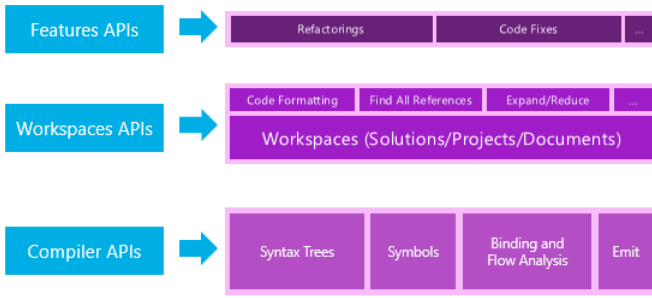 Features APIs
Refactorings
Code Fixes
...
Workspaces APIs
Code Formatting
Find All References
Expand/Reduce
...
Workspaces (Solutions/Projects/Documents)
Compiler APIs
Syntax Trees
Symbols
Binding and
Flow Analysis
Emit